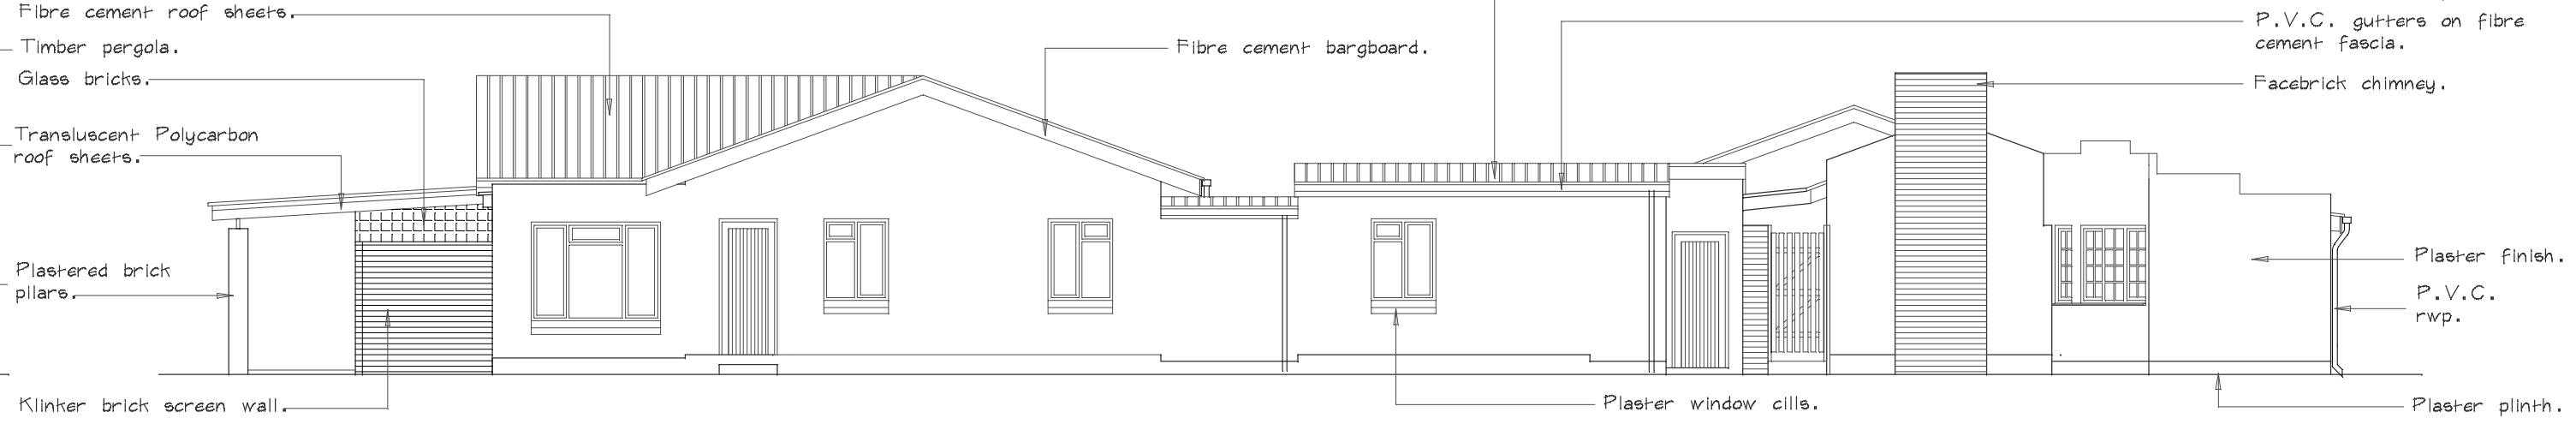 Fibre cement roof sheets.
Timber pergola.
Glass bricks.
Transluscent Polycarbon
roof sheets.
Plastered brick
pilars.
Klinker brick screen wall.
Fibre cement bargboard.
Plaster window cills.
P.V.C. gutters on fibre
cement fascia.
Facebrick chimney.
Plaster finish.
P.V.C.
rwp.
Plaster plinth.